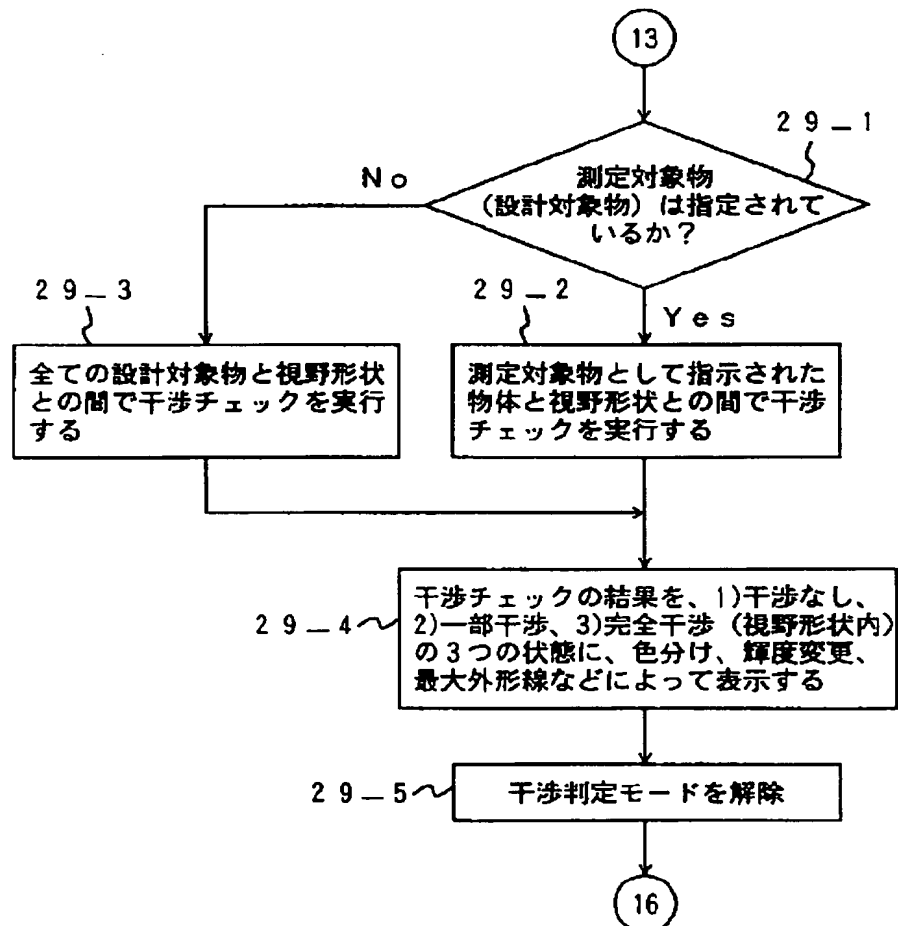 13
29_1
測定対象物
(設計対象物)は指定されて
いるか?
No
29_3
29_2
Yes
全ての設計対象物と視野形状
との間で干渉チェックを実行
する
測定対象物として指示された
物体と視野形状との間で干渉
チェックを実行する
29_4
干渉チェックの結果を、1)干渉なし、
2)一部干渉、3)完全干渉(視野形状内)
の3つの状態に、色分け、輝度変更、
最大外形線などによって表示する
29_5
干渉判定モードを解除
16